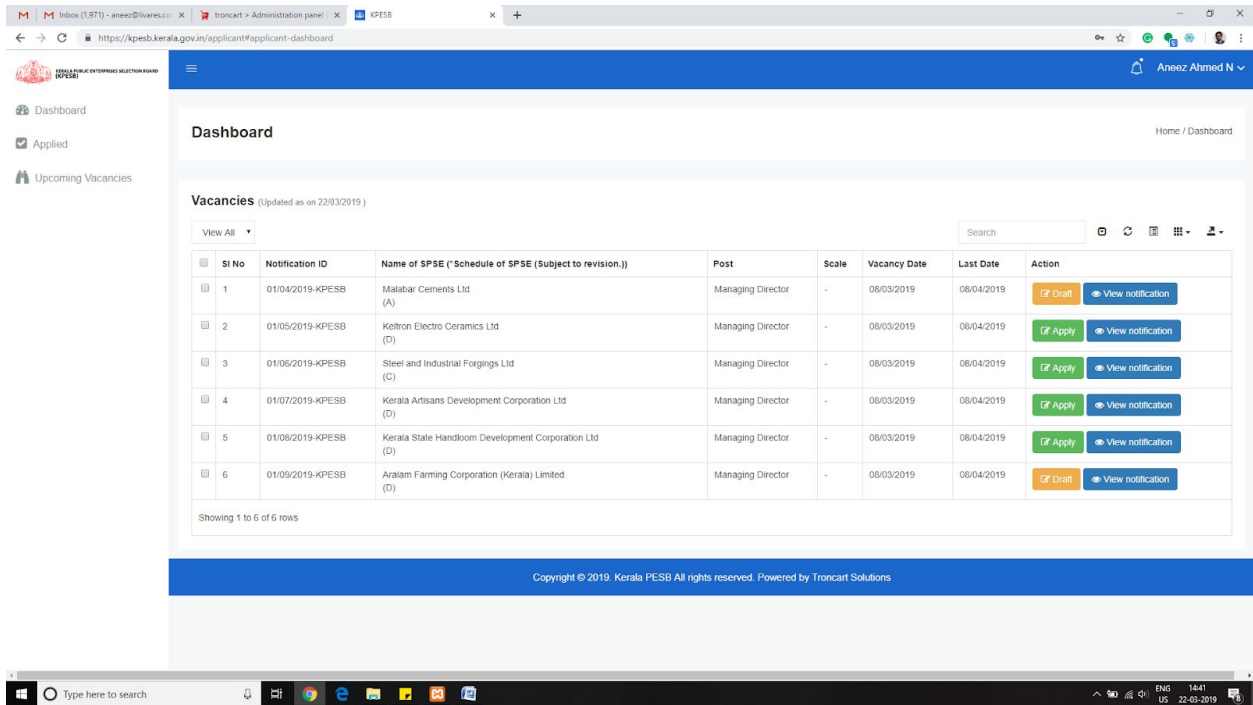 Inbox (1,971) - aneez@livares.co
troncart > Administration panel
KPESB
https://kpesb.kerala.gov.in/applicant#applicant-dashboard
KERALA PUBLIC ENTERPRISES SELECTION BOARD
(KPESB)
Aneez Ahmed N
Dashboard
Applied
Upcoming Vacancies
Dashboard
Home / Dashboard
Vacancies (Updated as on 22/03/2019 )
View All
Search
Sl No Notification ID Name of SPSE (*Schedule of SPSE (Subject to revision.)) Post Scale Vacancy Date Last Date Action
1 01/04/2019-KPESB Malabar Cements Ltd Managing Director - 08/03/2019 08/04/2019 Draft View notification
(A)
2 01/05/2019-KPESB Keltron Electro Ceramics Ltd Managing Director - 08/03/2019 08/04/2019 Apply View notification
(D)
3 01/06/2019-KPESB Steel and Industrial Forgings Ltd Managing Director - 08/03/2019 08/04/2019 Apply View notification
(C)
4 01/07/2019-KPESB Kerala Artisans Development Corporation Ltd Managing Director - 08/03/2019 08/04/2019 Apply View notification
(D)
5 01/08/2019-KPESB Kerala State Handloom Development Corporation Ltd Managing Director - 08/03/2019 08/04/2019 Apply View notification
(D)
6 01/09/2019-KPESB Aralam Farming Corporation (Kerala) Limited Managing Director - 08/03/2019 08/04/2019 Draft View notification
(D)
Showing 1 to 6 of 6 rows
Copyright © 2019. Kerala PESB All rights reserved. Powered by Troncart Solutions
Type here to search
ENG 14:41
US 22-03-2019